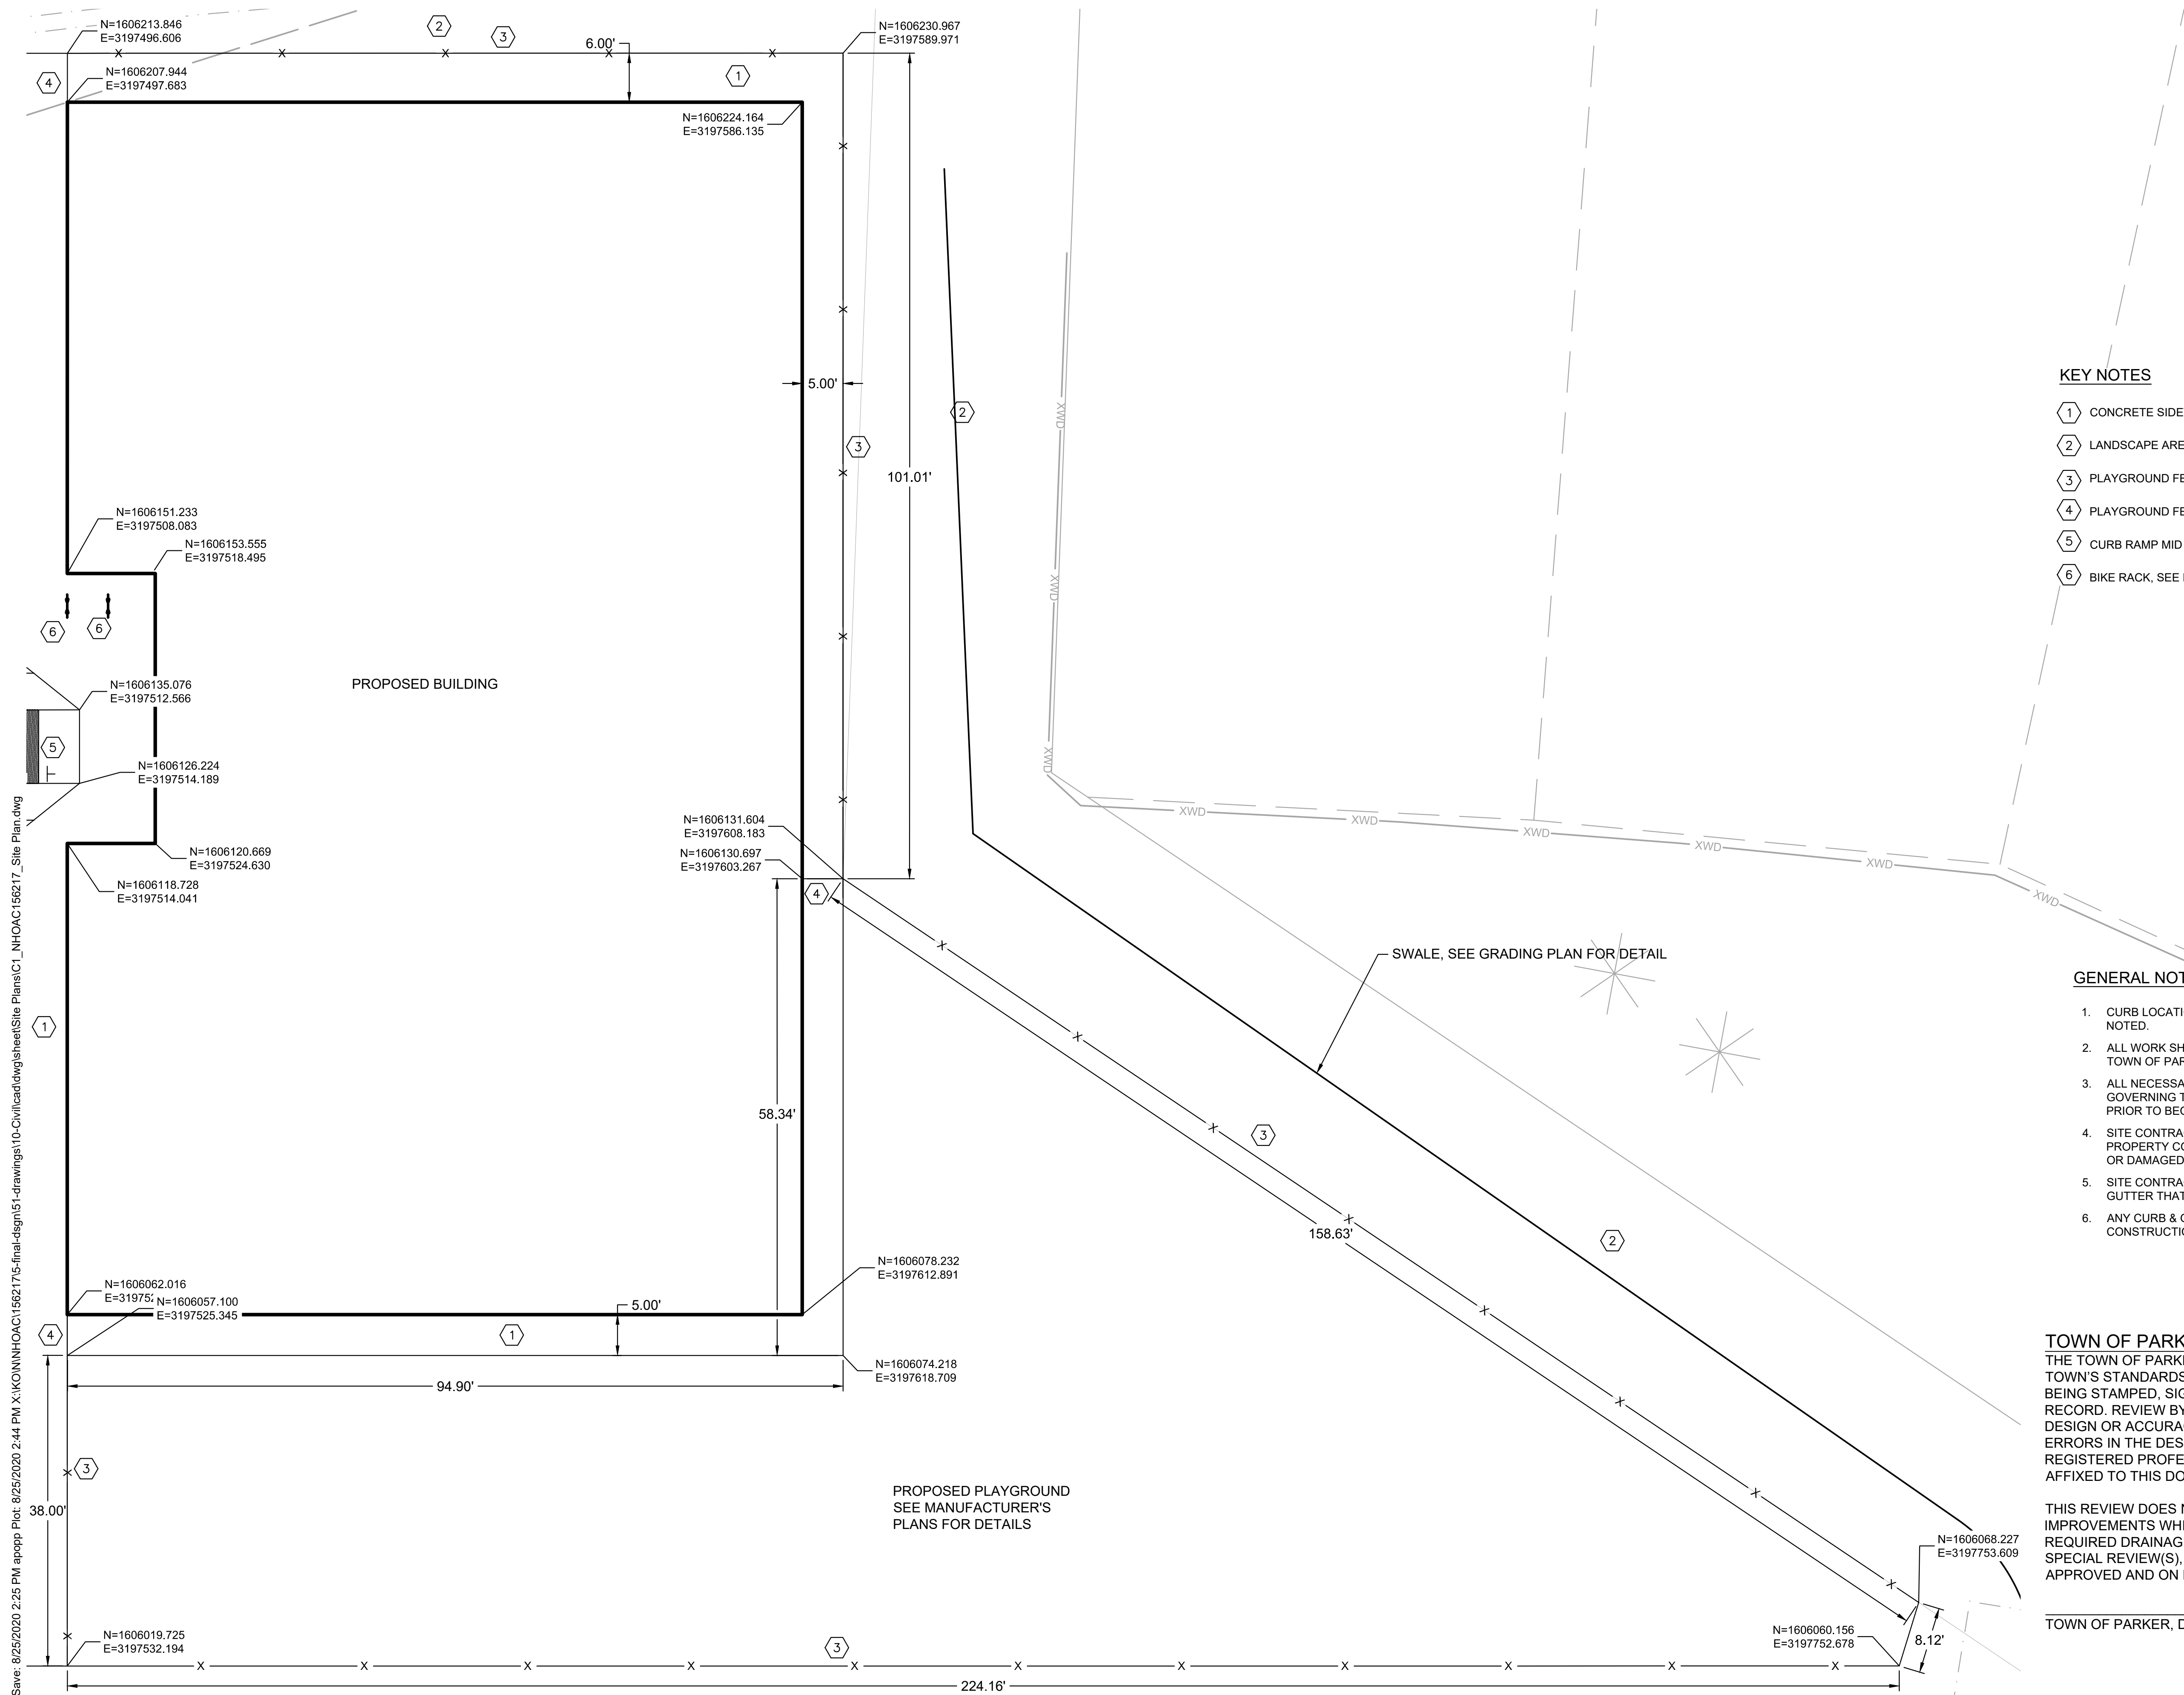 N=1606213.846
E=3197496.606
2
3
6.00'
N=1606230.967
E=3197589.971
4
N=1606207.944
E=3197497.683
1
N=1606224.164
E=3197586.135
5.00'
2
3
101.01'
XWD
XWD
XWD
N=1606151.233
E=3197508.083
N=1606153.555
E=3197518.495
6
6
PROPOSED BUILDING
N=1606135.076
E=3197512.566
5
N=1606126.224
E=3197514.189
N=1606120.669
E=3197524.630
N=1606118.728
E=3197514.041
N=1606131.604
E=3197608.183
N=1606130.697
E=3197603.267
4
XWD
XWD
XWD
XWD
XWD
XWD
SWALE, SEE GRADING PLAN FOR DETAIL
1
58.34'
3
158.63'
2
N=1606078.232
E=3197612.891
N=1606062.016
E=31975
N=1606057.100
E=3197525.345
5.00'
4
1
N=1606074.218
E=3197618.709
94.90'
3
38.00'
PROPOSED PLAYGROUND
SEE MANUFACTURER'S
PLANS FOR DETAILS
N=1606068.227
E=3197753.609
N=1606019.725
E=3197532.194
3
N=1606060.156
E=3197752.678
8.12'
224.16'
KEY NOTES
1 CONCRETE SIDE
2 LANDSCAPE ARE
3 PLAYGROUND FE
4 PLAYGROUND FE
5 CURB RAMP MID
6 BIKE RACK, SEE
GENERAL NOT
1. CURB LOCATI
NOTED.
2. ALL WORK SH
TOWN OF PAR
3. ALL NECESSA
GOVERNING T
PRIOR TO BEG
4. SITE CONTRA
PROPERTY CO
OR DAMAGED
5. SITE CONTRA
GUTTER THAT
6. ANY CURB & G
CONSTRUCTIO
TOWN OF PARK
THE TOWN OF PARK
TOWN'S STANDARDS
BEING STAMPED, SIG
RECORD. REVIEW BY
DESIGN OR ACCURA
ERRORS IN THE DES
REGISTERED PROFE
AFFIXED TO THIS DO
THIS REVIEW DOES N
IMPROVEMENTS WHI
REQUIRED DRAINAG
SPECIAL REVIEW(S),
APPROVED AND ON
TOWN OF PARKER, D
Save: 8/25/2020 2:25 PM apopp Plot: 8/25/2020 2:44 PM X:\KO\N\NHOAC\156217\5-final-dsgn\51-drawings\10-Civil\cad\dwg\sheet\Site Plans\C1_NHOAC156217_Site Plan.dwg